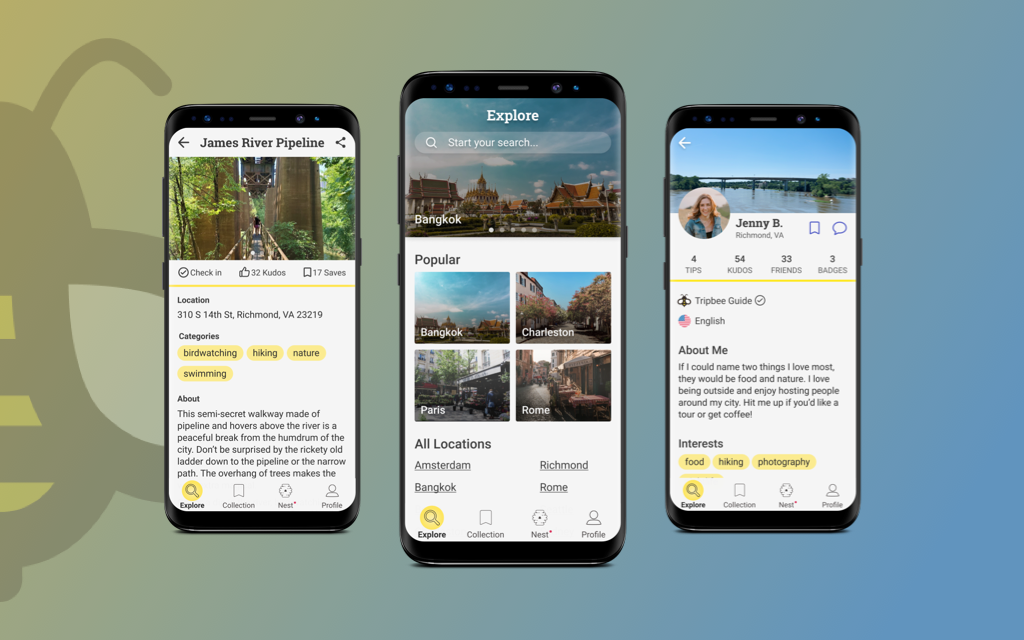 James River Pipeline
Check in
32 Kudos
17 Saves
Location
310 S 14th St, Richmond, VA 23219
Categories
birdwatching
hiking
nature
swimming
About
This semi-secret walkway made of
pipeline and hovers above the river is a
peaceful break from the humdrum of the
city. Don't be surprised by the rickety old
ladder down to the pipeline or the narrow
path. The overhang of trees makes the
Explore
Collection
Nest
Profile
Explore
Start your search...
Bangkok
Popular
Bangkok
Charleston
Paris
Rome
All Locations
Amsterdam
Richmond
Bangkok
Rome
Explore
Collection
Nest
Profile
Jenny B.
Richmond, VA
4 54 33 3
TIPS KUDOS FRIENDS BADGES
Tripbee Guide
English
About Me
If I could name two things I love most,
they would be food and nature. I love
being outside and enjoy hosting people
around my city. Hit me up if you'd like a
tour or get coffee!
Interests
food
hiking
photography
Explore
Collection
Nest
Profile